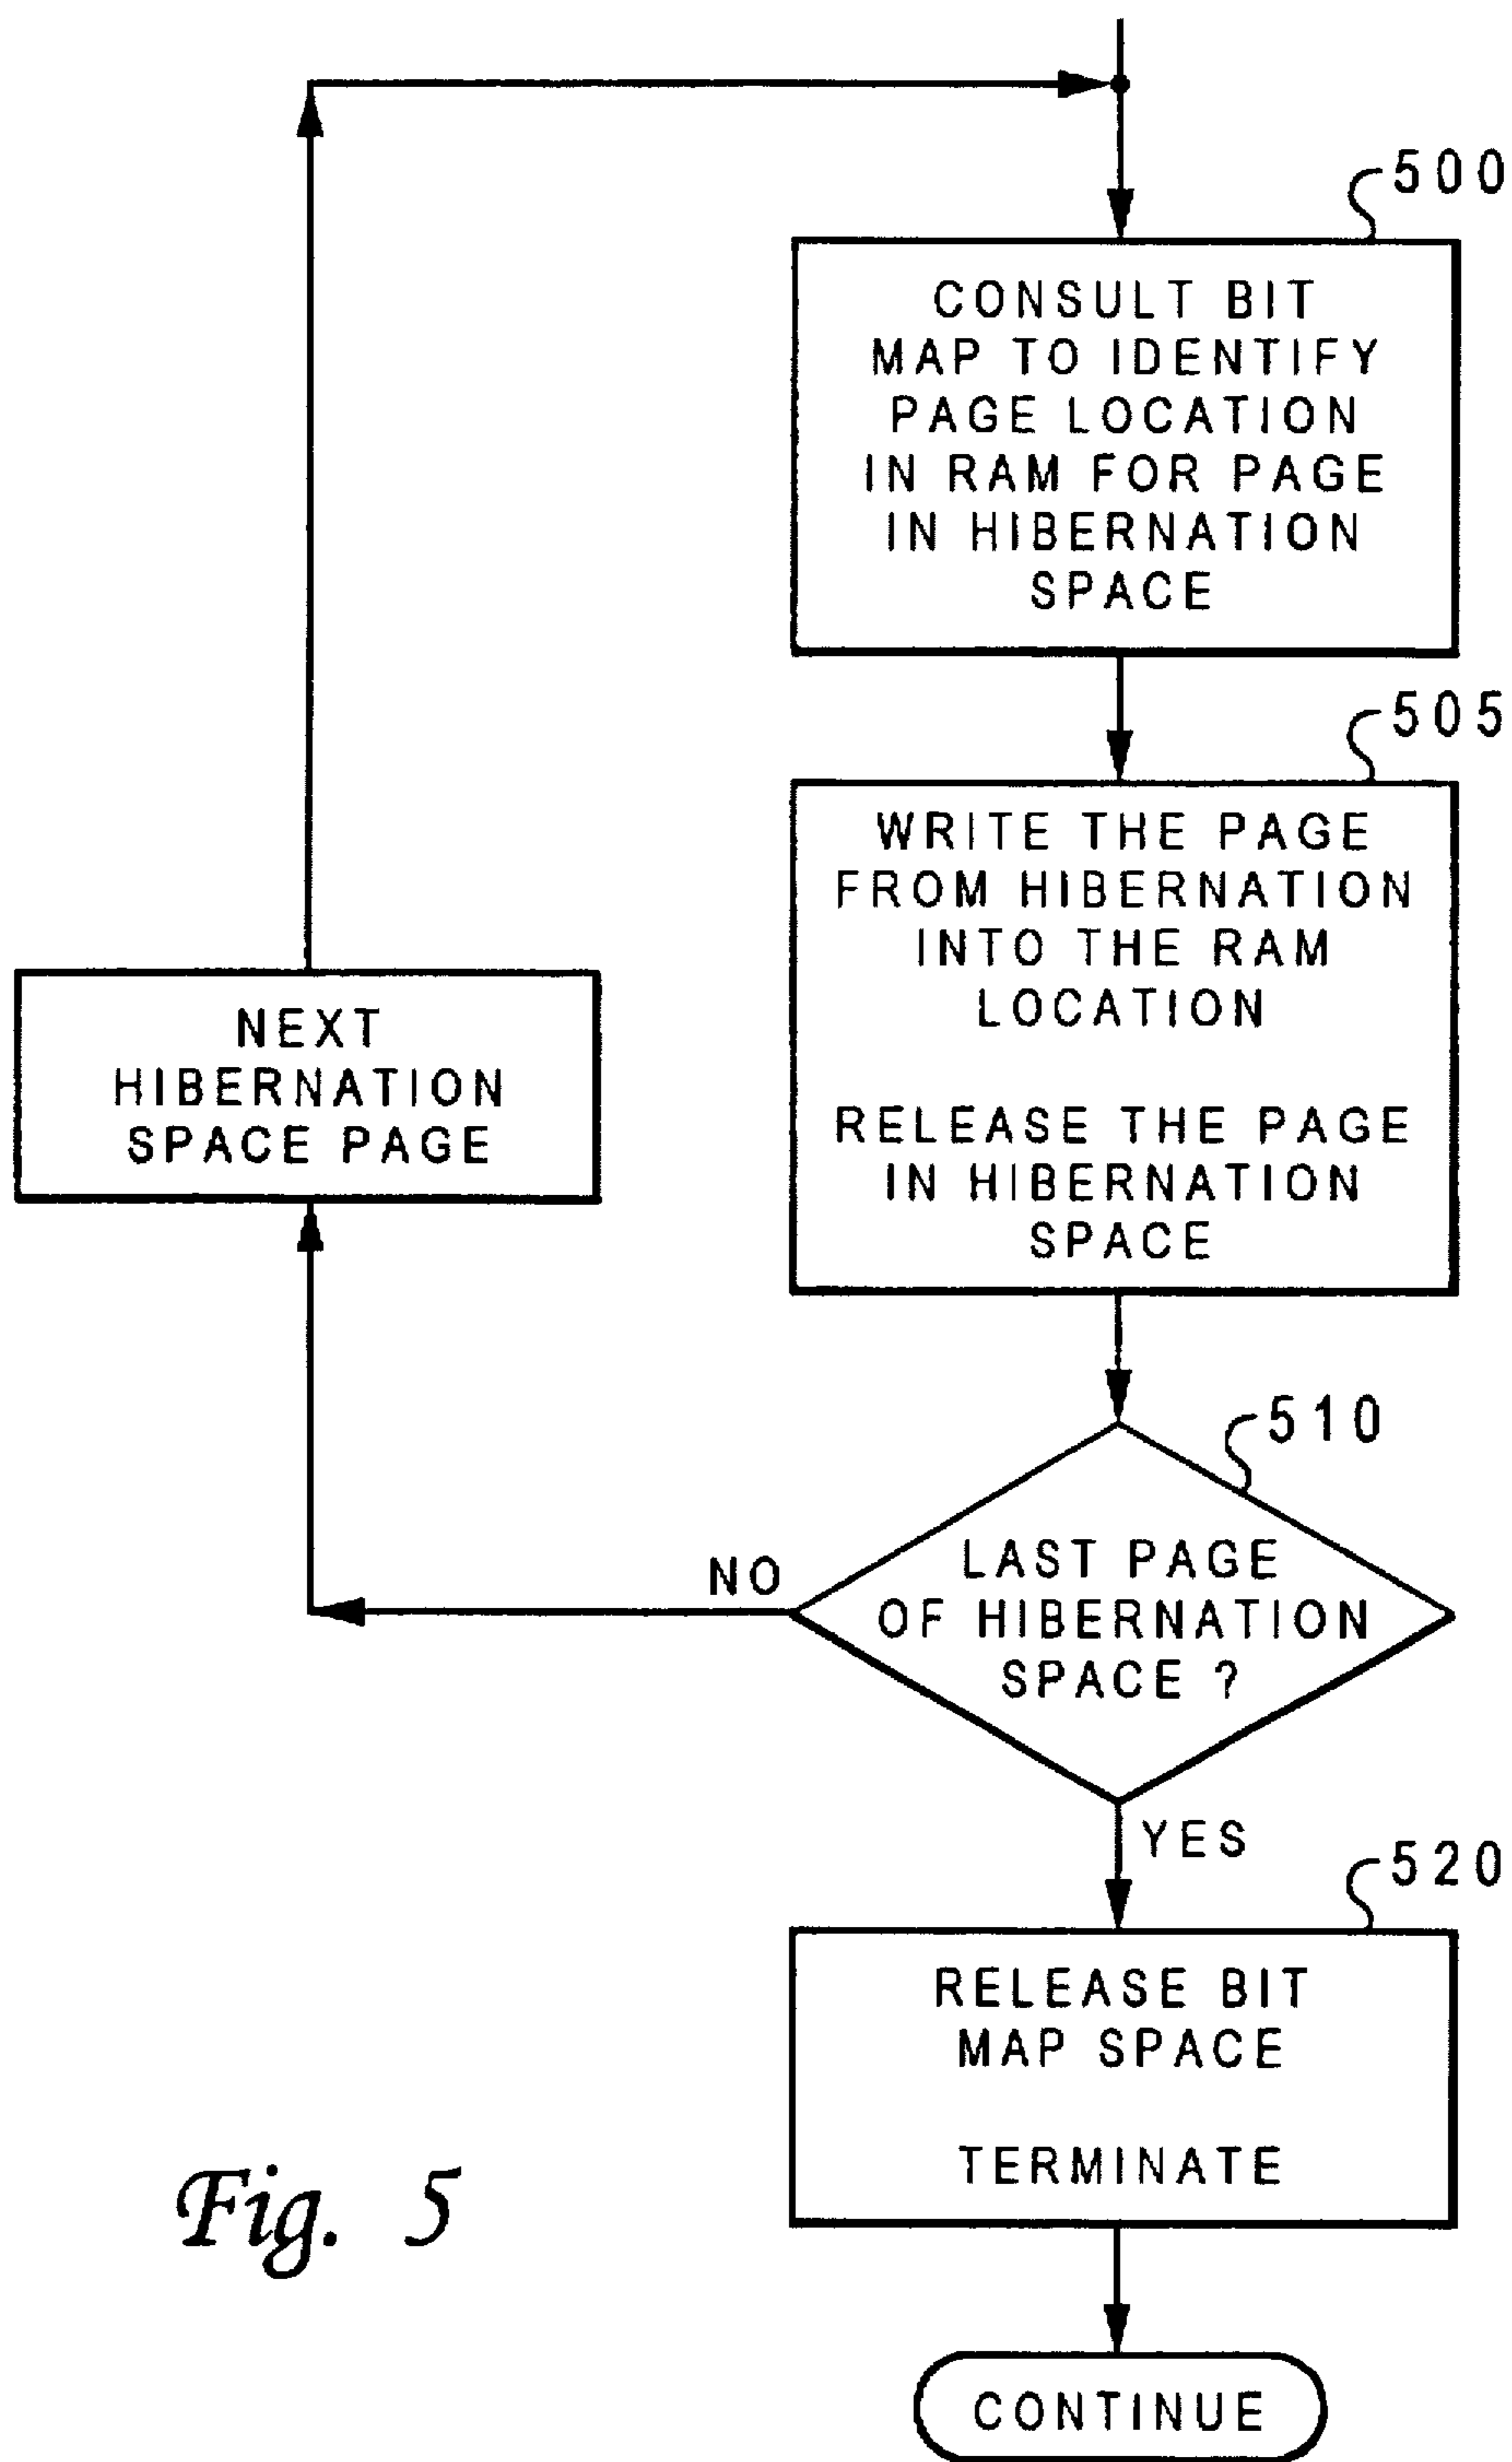 500
CONSULT BIT
MAP TO IDENTIFY
PAGE LOCATION
IN RAM FOR PAGE
IN HIBERNATION
SPACE
505
WRITE THE PAGE
FROM HIBERNATION
INTO THE RAM
LOCATION
RELEASE THE PAGE
IN HIBERNATION
SPACE
NEXT
HIBERNATION
SPACE PAGE
510
LAST PAGE
OF HIBERNATION
SPACE ?
NO
YES
520
RELEASE BIT
MAP SPACE
TERMINATE
CONTINUE
Fig. 5